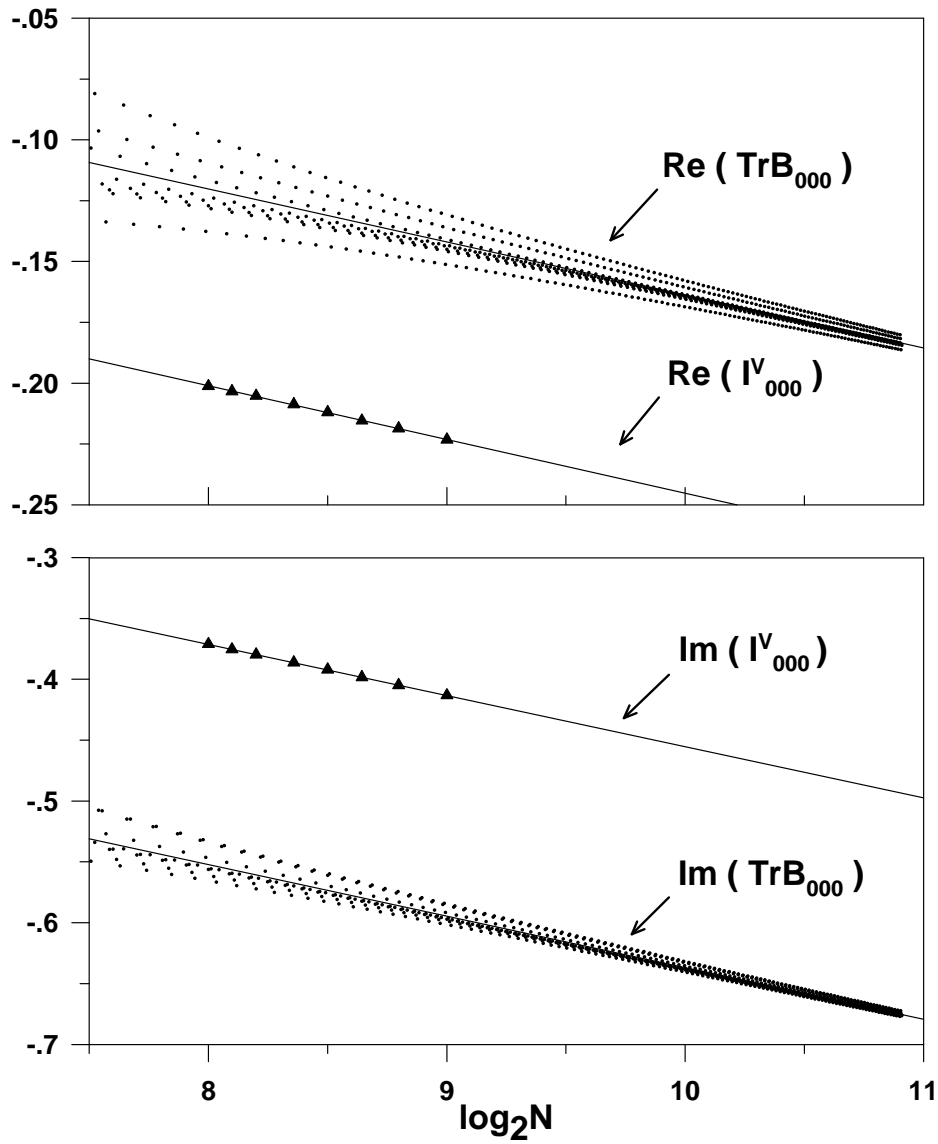 -.05
-.10
Re ( TrB₀₀₀ )
-.15
-.20
Re ( Iⱽ₀₀₀ )
-.25
-.3
Im ( Iⱽ₀₀₀ )
-.4
-.5
Im ( TrB₀₀₀ )
-.6
-.7
8 9 10 11
log₂N